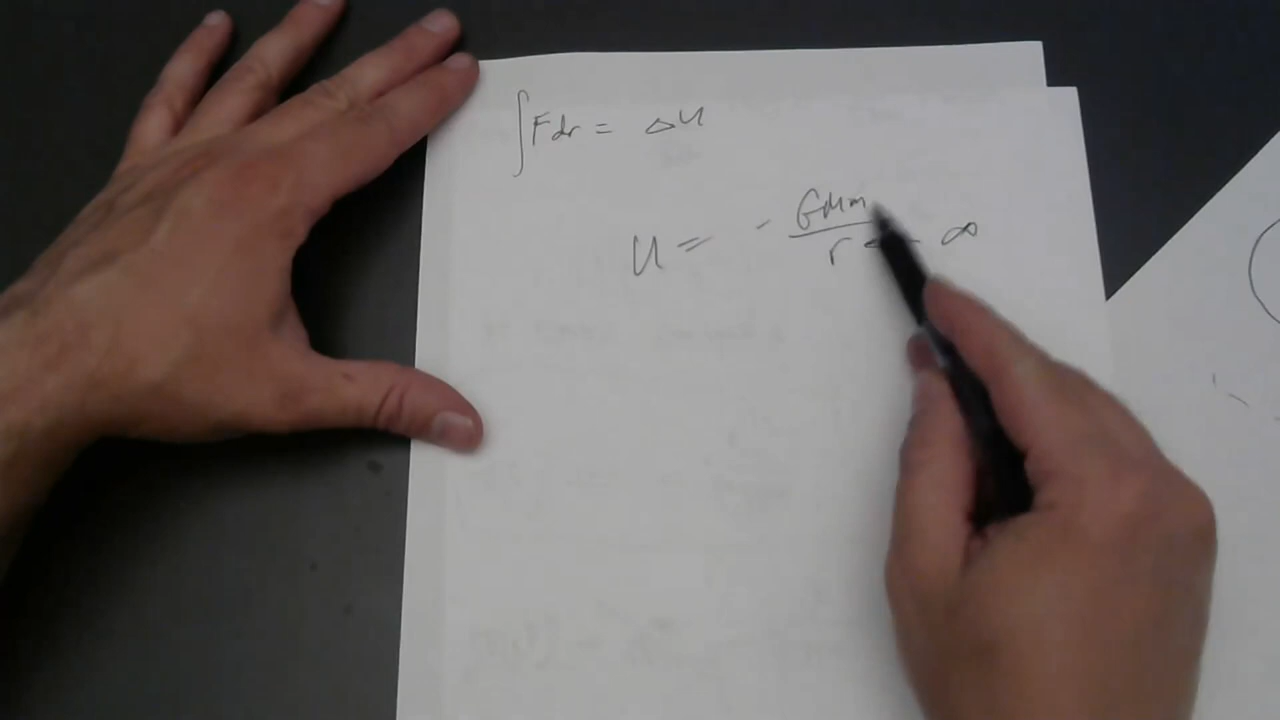 ∫Fdr = ΔU
U = - GMm/r ← ∞